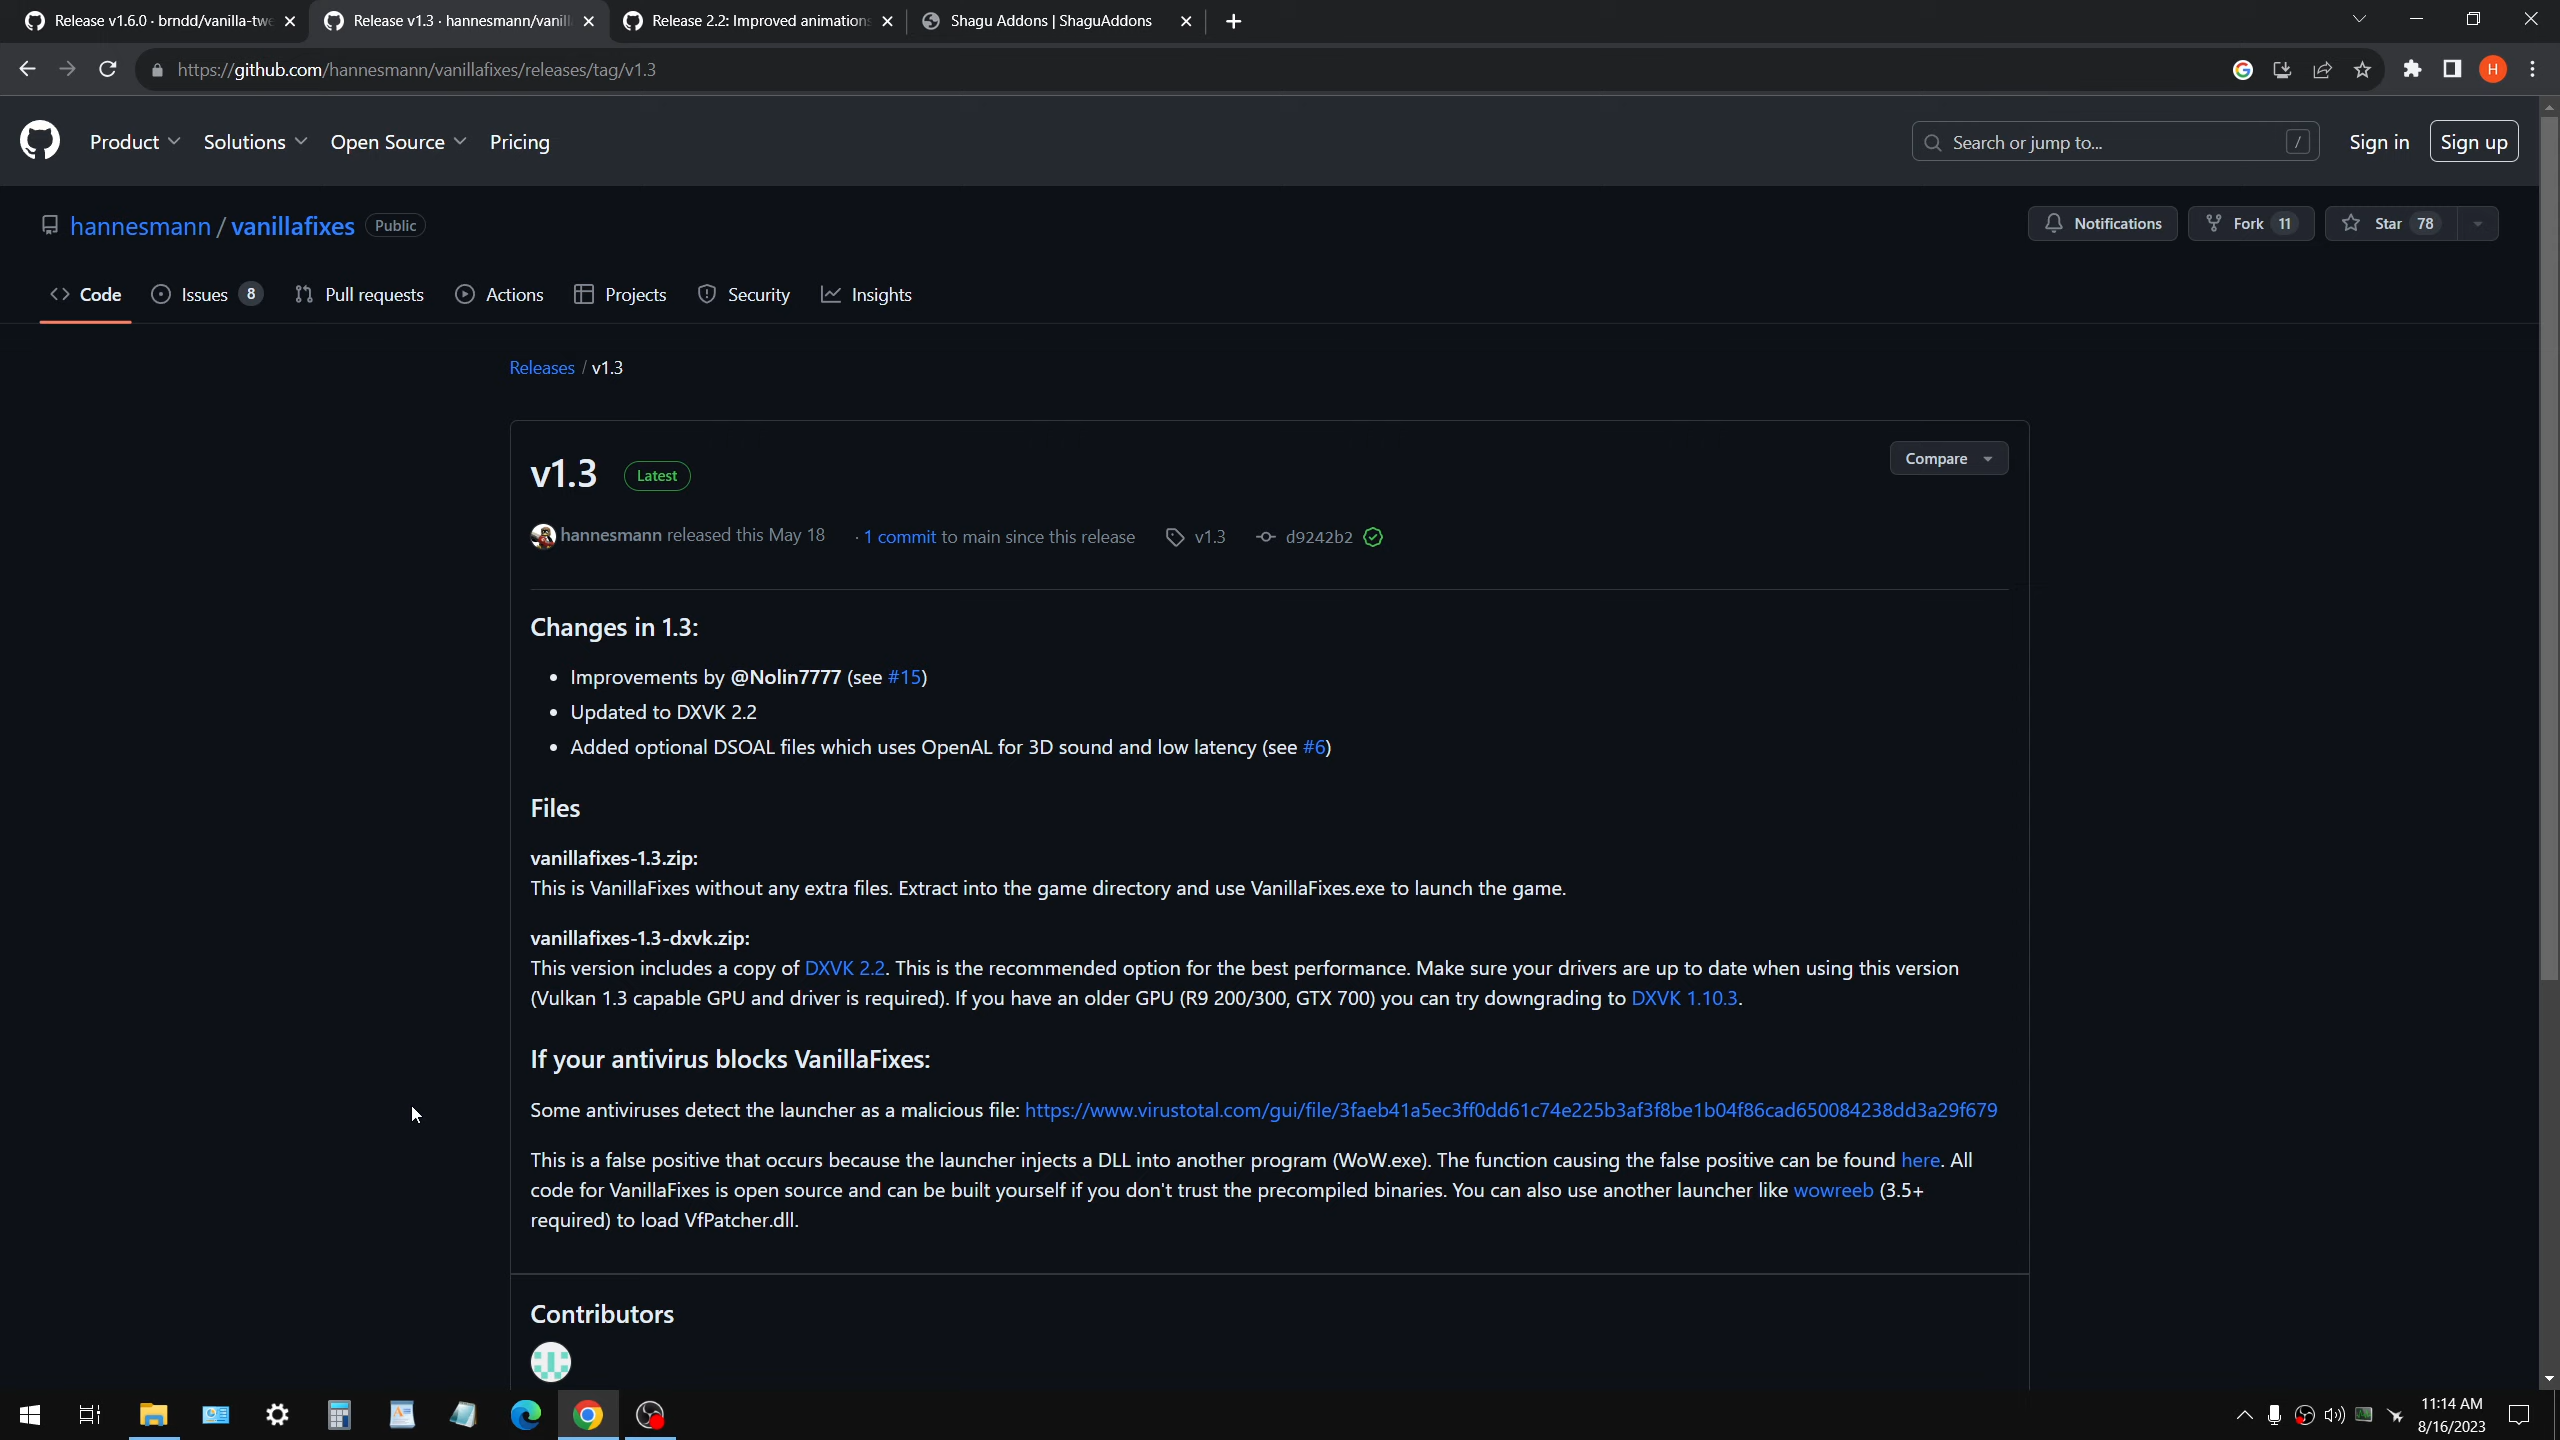 Release v1.6.0 · brndd/vanilla-twe
Release v1.3 · hannesmann/vanill
Release 2.2: Improved animations
Shagu Addons | ShaguAddons
https://github.com/hannesmann/vanillafixes/releases/tag/v1.3
H
Product Solutions Open Source Pricing
Search or jump to... /
Sign in Sign up
hannesmann / vanillafixes Public
Notifications Fork 11 Star 78
Code Issues 8 Pull requests Actions Projects Security Insights
Releases / v1.3
v1.3 Latest
Compare
hannesmann released this May 18 · 1 commit to main since this release v1.3 d9242b2
Changes in 1.3:
• Improvements by @Nolin7777 (see #15)
• Updated to DXVK 2.2
• Added optional DSOAL files which uses OpenAL for 3D sound and low latency (see #6)
Files
vanillafixes-1.3.zip:
This is VanillaFixes without any extra files. Extract into the game directory and use VanillaFixes.exe to launch the game.
vanillafixes-1.3-dxvk.zip:
This version includes a copy of DXVK 2.2. This is the recommended option for the best performance. Make sure your drivers are up to date when using this version
(Vulkan 1.3 capable GPU and driver is required). If you have an older GPU (R9 200/300, GTX 700) you can try downgrading to DXVK 1.10.3.
If your antivirus blocks VanillaFixes:
Some antiviruses detect the launcher as a malicious file: https://www.virustotal.com/gui/file/3faeb41a5ec3ff0dd61c74e225b3af3f8be1b04f86cad650084238dd3a29f679
This is a false positive that occurs because the launcher injects a DLL into another program (WoW.exe). The function causing the false positive can be found here. All
code for VanillaFixes is open source and can be built yourself if you don't trust the precompiled binaries. You can also use another launcher like wowreeb (3.5+
required) to load VfPatcher.dll.
Contributors
11:14 AM
8/16/2023